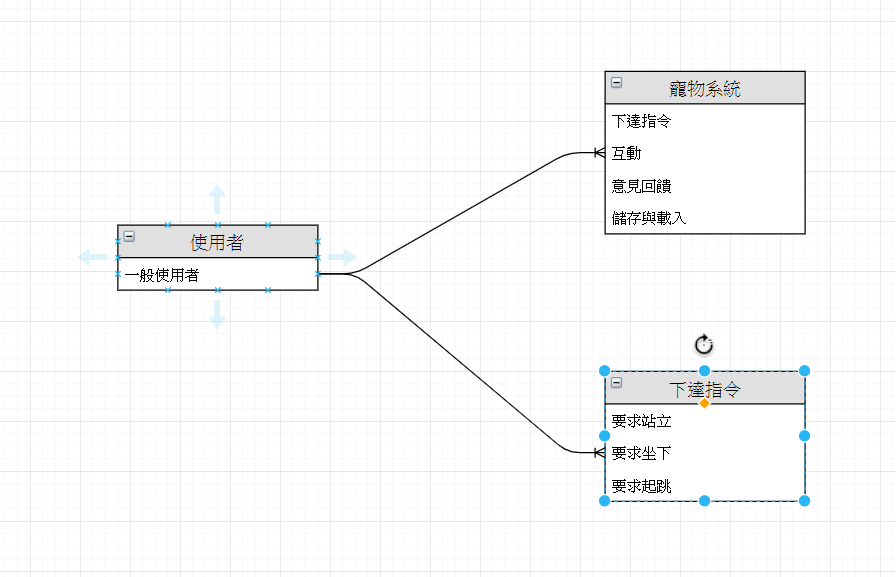 寵物系統
下達指令
互動
意見回饋
儲存與載入
使用者
一般使用者
下達指令
要求站立
要求坐下
要求起跳